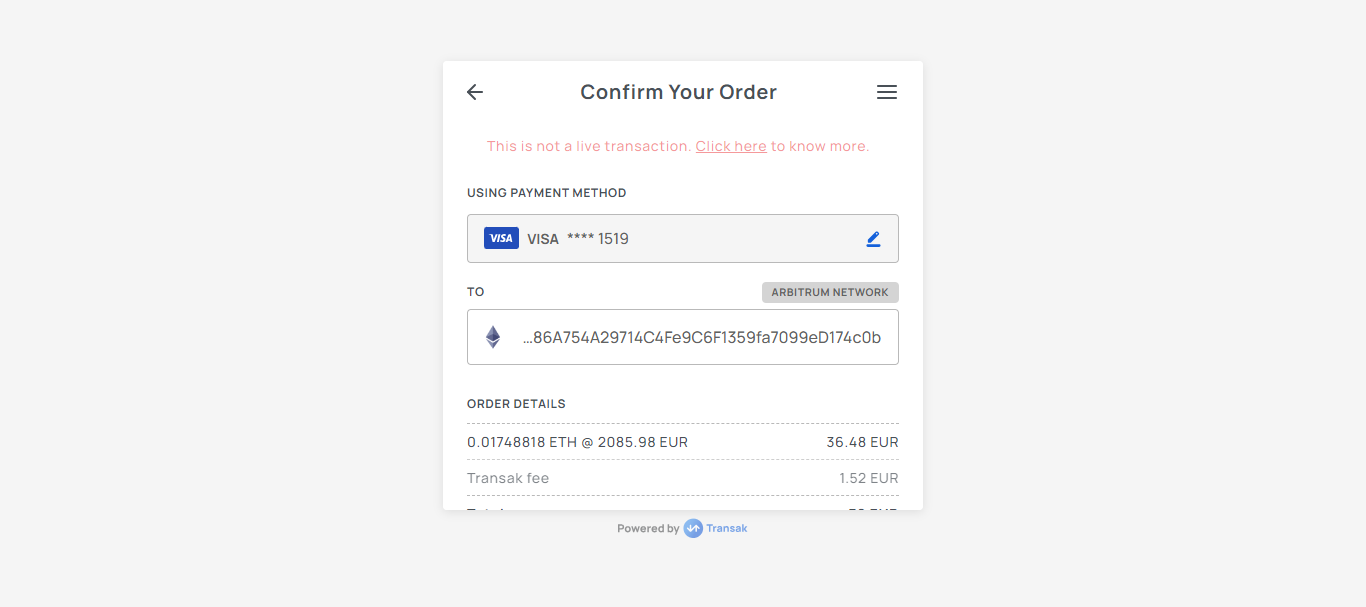 Confirm Your Order
This is not a live transaction. Click here to know more.
USING PAYMENT METHOD
VISA VISA **** 1519
TO ARBITRUM NETWORK
...86A754A29714C4Fe9C6F1359fa7099eD174c0b
ORDER DETAILS
0.01748818 ETH @ 2085.98 EUR 36.48 EUR
Transak fee 1.52 EUR
Powered by Transak